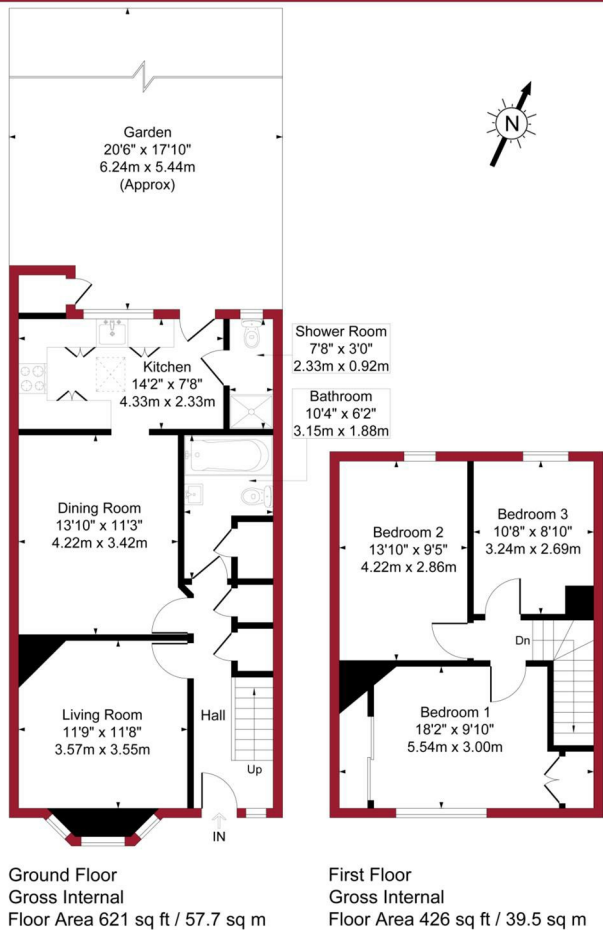 Garden
20'6" x 17'10"
6.24m x 5.44m
(Approx)
N
Kitchen
14'2" x 7'8"
4.33m x 2.33m
Shower Room
7'8" x 3'0"
2.33m x 0.92m
Bathroom
10'4" x 6'2"
3.15m x 1.88m
Dining Room
13'10" x 11'3"
4.22m x 3.42m
Living Room
11'9" x 11'8"
3.57m x 3.55m
Hall
Up
IN
Bedroom 2
13'10" x 9'5"
4.22m x 2.86m
Bedroom 3
10'8" x 8'10"
3.24m x 2.69m
Dn
Bedroom 1
18'2" x 9'10"
5.54m x 3.00m
Ground Floor
Gross Internal
Floor Area 621 sq ft / 57.7 sq m
First Floor
Gross Internal
Floor Area 426 sq ft / 39.5 sq m